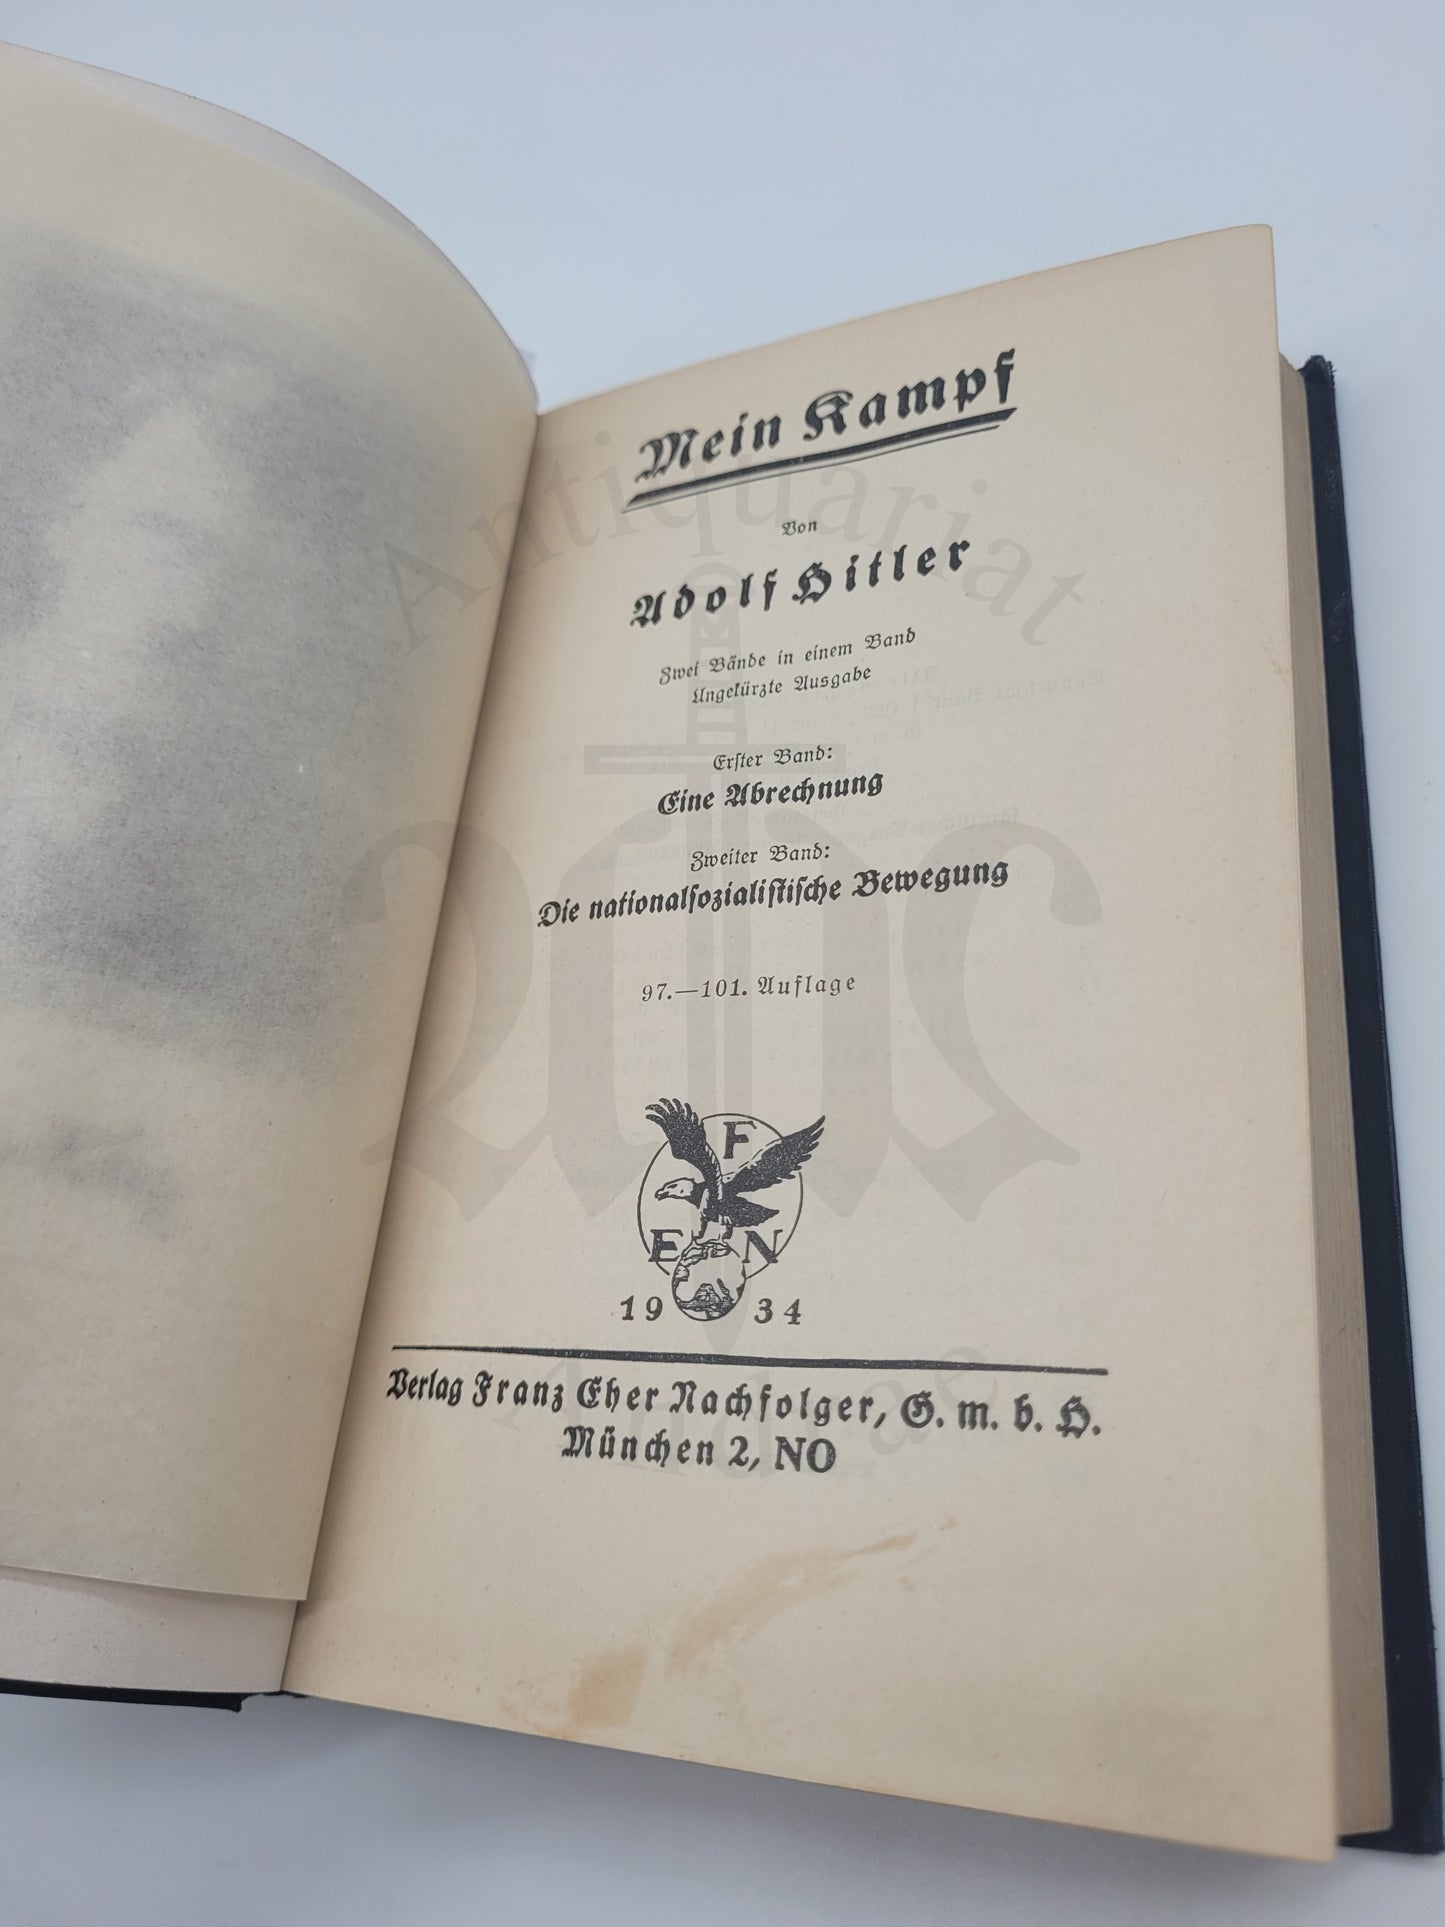 Mein Kampf
Von
Adolf Hitler
Zwei Bände in einem Band
Ungekürzte Ausgabe
Erster Band:
Eine Abrechnung
Zweiter Band:
Die nationalsozialistische Bewegung
97.—101. Auflage
F
E N
19 34
Verlag Franz Eher Nachfolger, G. m. b. H.
München 2, NO
Antiquariat